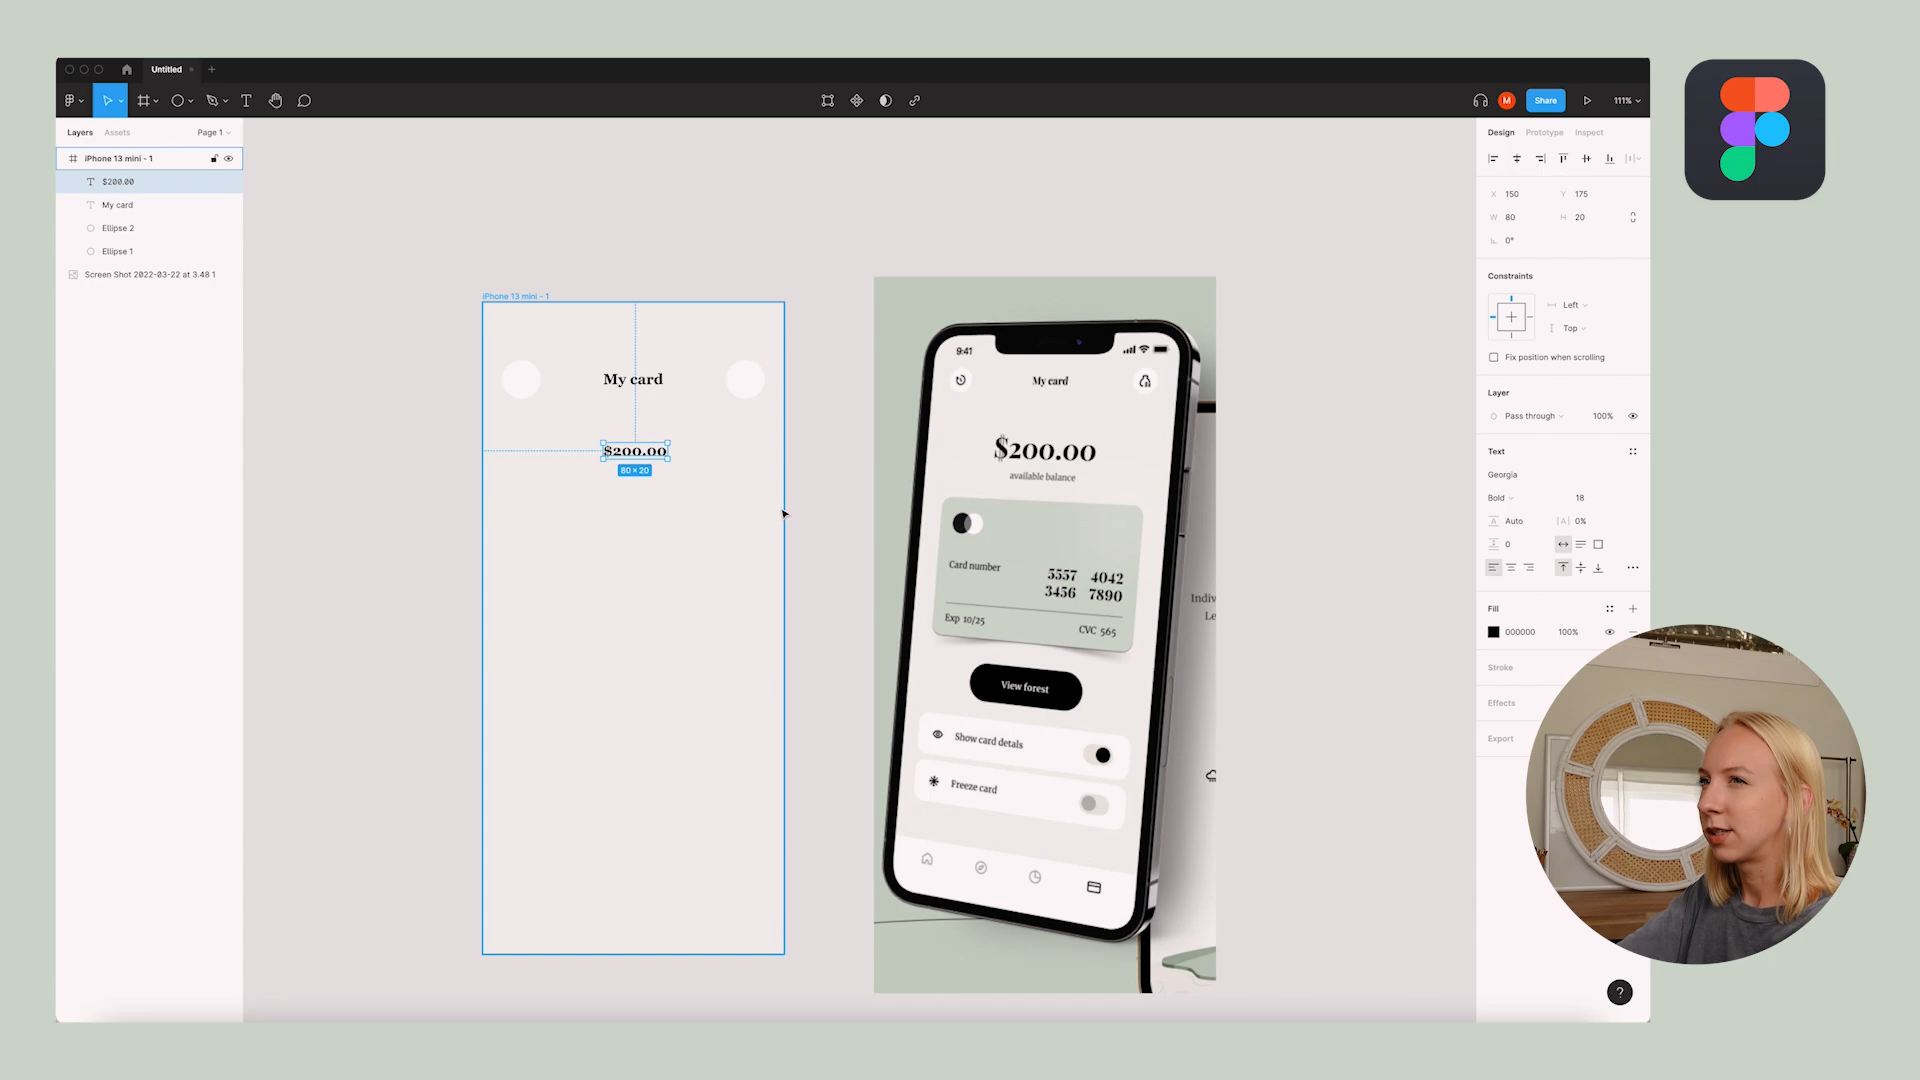 Untitled
M
Share
111%
Layers
Assets
Page 1
iPhone 13 mini - 1
$200.00
My card
Ellipse 2
Ellipse 1
Screen Shot 2022-03-22 at 3.48 1
iPhone 13 mini - 1
My card
$200.00
80 × 20
9:41
My card
$200.00
available balance
Card number
5557 4042
3456 7890
Exp 10/25
CVC 565
View forest
Show card detals
Freeze card
Indiv
Le
Design
Prototype
Inspect
X 150
Y 175
W 80
H 20
0°
Constraints
Left
Top
Fix position when scrolling
Layer
Pass through
100%
Text
Georgia
Bold
18
A Auto
|A| 0%
0
Fill
000000
100%
Stroke
Effects
Export
?